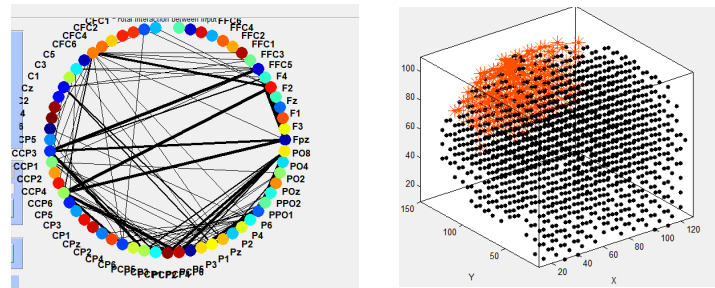 CFC1 - Total Interaction between Input FFC6
CFC2 FFC4
CFC4 FFC2
CFC6 FFC1
C5 FFC3
C3 FFC5
C1 F4
Cz F2
Fz
F1
F3
CP5 Fpz
CCP3 PO8
CCP1 PO4
CCP2 PO2
CCP4 POz
CCP6 PPO2
CP5 PPO1
CP3 P6
CP1 P4
CPz P2
CP2 Pz
CP4 P1
CP6 P3
100
80
60
40
20
150
100
50
Y
20 40 60 80 100 120
X